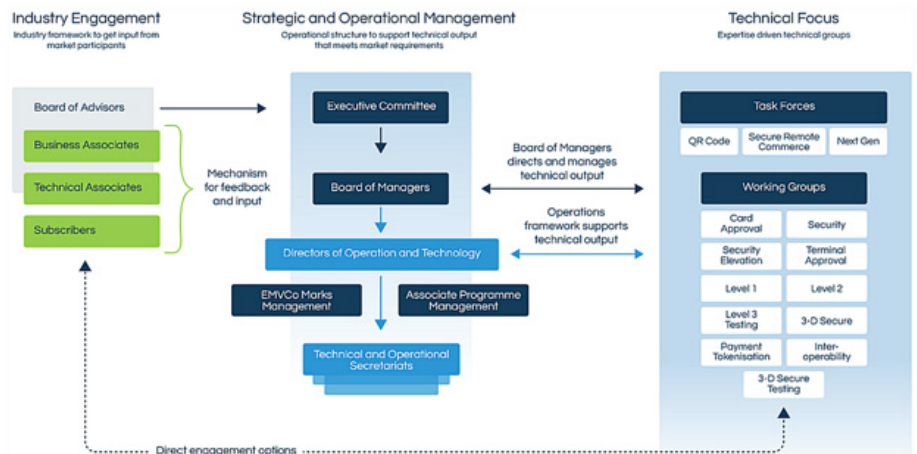 Industry Engagement
Industry framework to get input from
market participants
Board of Advisors
Business Associates
Technical Associates
Subscribers
Mechanism
for feedback
and input
Strategic and Operational Management
Operational structure to support technical output
that meets market requirements
Executive Committee
Board of Managers
Directors of Operation and Technology
EMVCo Marks
Management
Associate Programme
Management
Technical and Operational
Secretariats
Board of Managers
directs and manages
technical output
Operations
framework supports
technical output
Technical Focus
Expertise driven technical groups
Task Forces
QR Code
Secure Remote
Commerce
Next Gen
Working Groups
Card
Approval
Security
Security
Elevation
Terminal
Approval
Level 1
Level 2
Level 3
Testing
3-D Secure
Payment
Tokenisation
Inter-
operability
3-D Secure
Testing
Direct engagement options